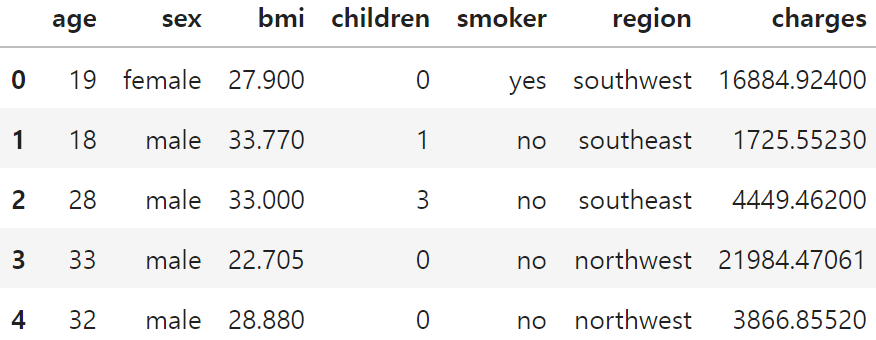 age sex bmi children smoker region charges
0 19 female 27.900 0 yes southwest 16884.92400
1 18 male 33.770 1 no southeast 1725.55230
2 28 male 33.000 3 no southeast 4449.46200
3 33 male 22.705 0 no northwest 21984.47061
4 32 male 28.880 0 no northwest 3866.85520